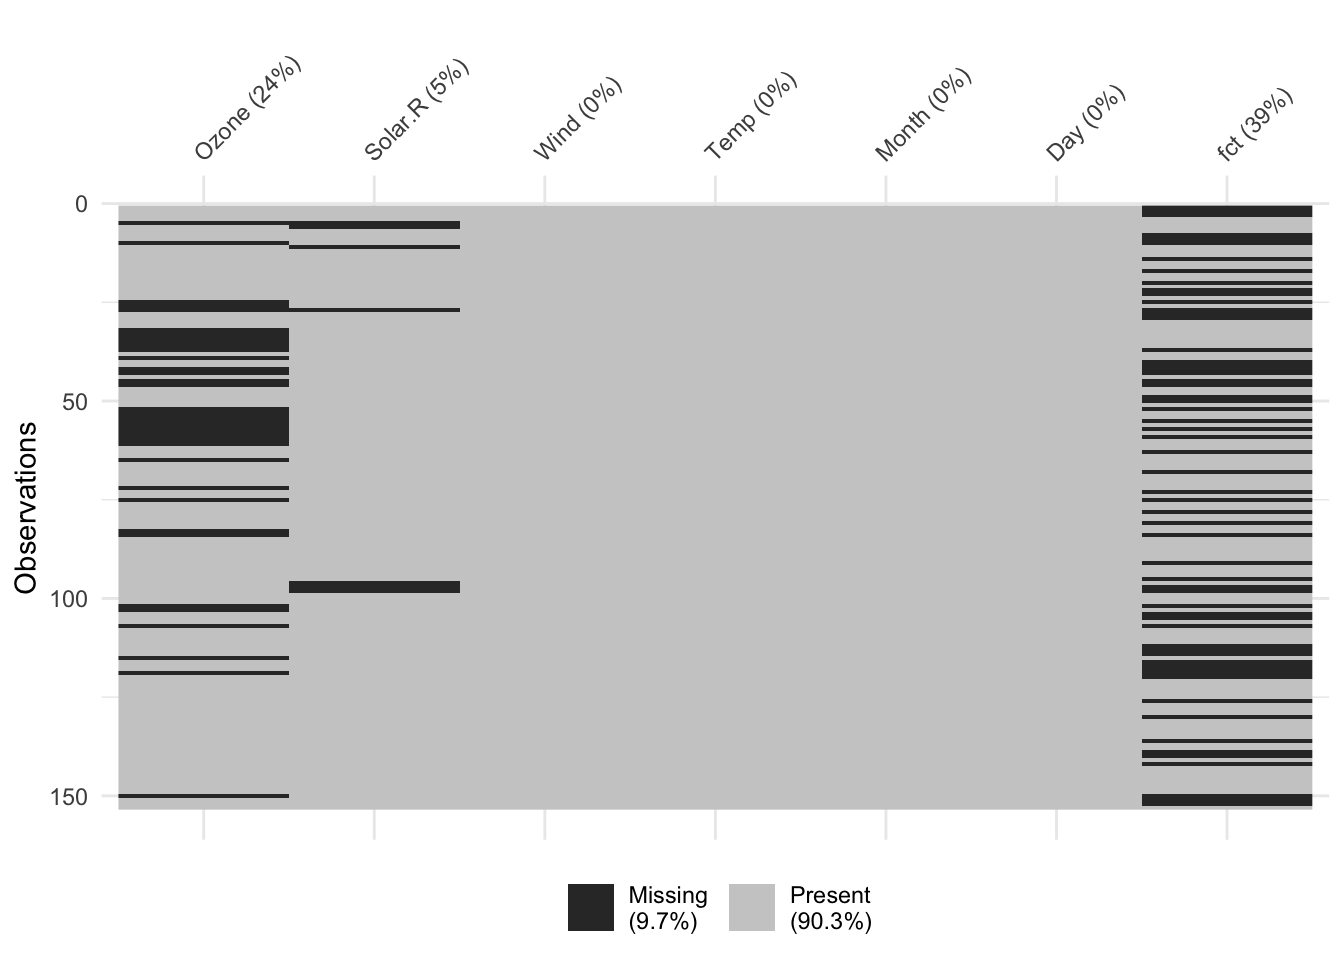 Ozone (24%)
Solar.R (5%)
Wind (0%)
Temp (0%)
Month (0%)
Day (0%)
fct (39%)
0
50
100
150
Observations
Missing
(9.7%)
Present
(90.3%)